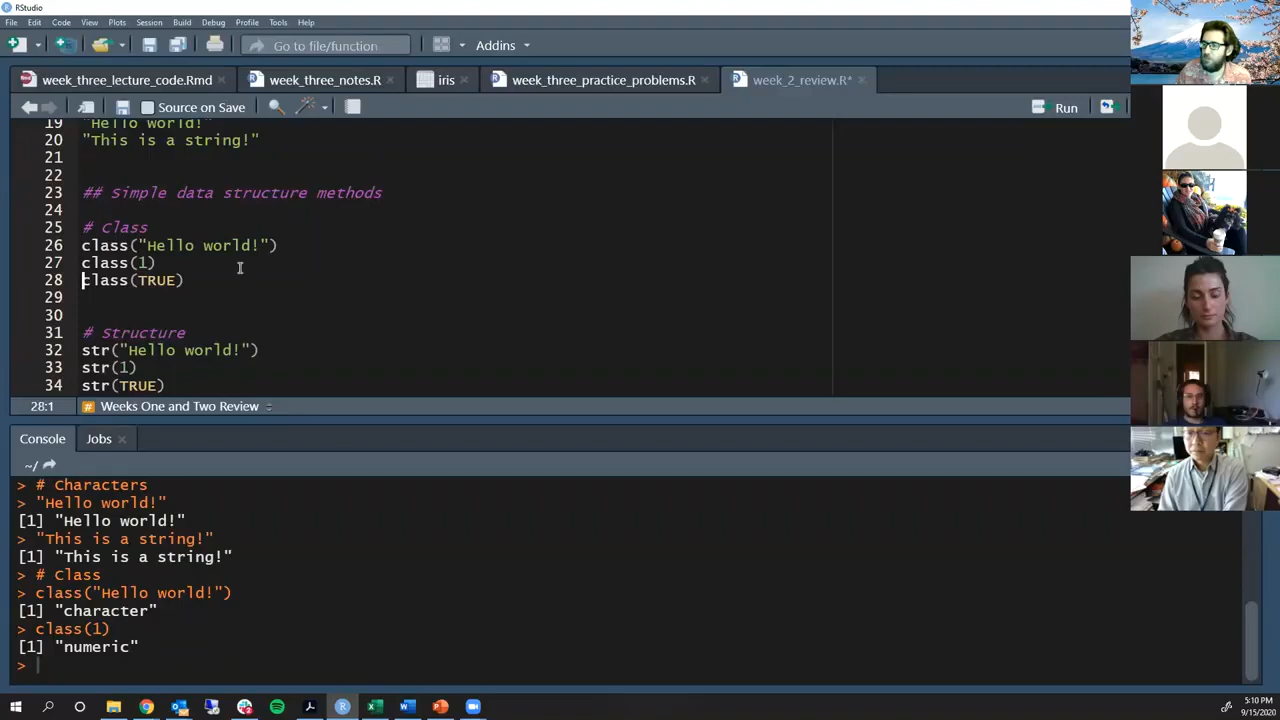 RStudio
File Edit Code View Plots Session Build Debug Profile Tools Help
Go to file/function Addins
week_three_lecture_code.Rmd week_three_notes.R iris week_three_practice_problems.R week_2_review.R*
Source on Save Run
19 "Hello world!"
20 "This is a string!"
21
22
23 ## Simple data structure methods
24
25 # Class
26 class("Hello world!")
27 class(1)
28 class(TRUE)
29
30
31 # Structure
32 str("Hello world!")
33 str(1)
34 str(TRUE)
28:1 # Weeks One and Two Review
Console Jobs
~/
> # Characters
> "Hello world!"
[1] "Hello world!"
> "This is a string!"
[1] "This is a string!"
> # Class
> class("Hello world!")
[1] "character"
> class(1)
[1] "numeric"
>
5:10 PM
9/15/2020